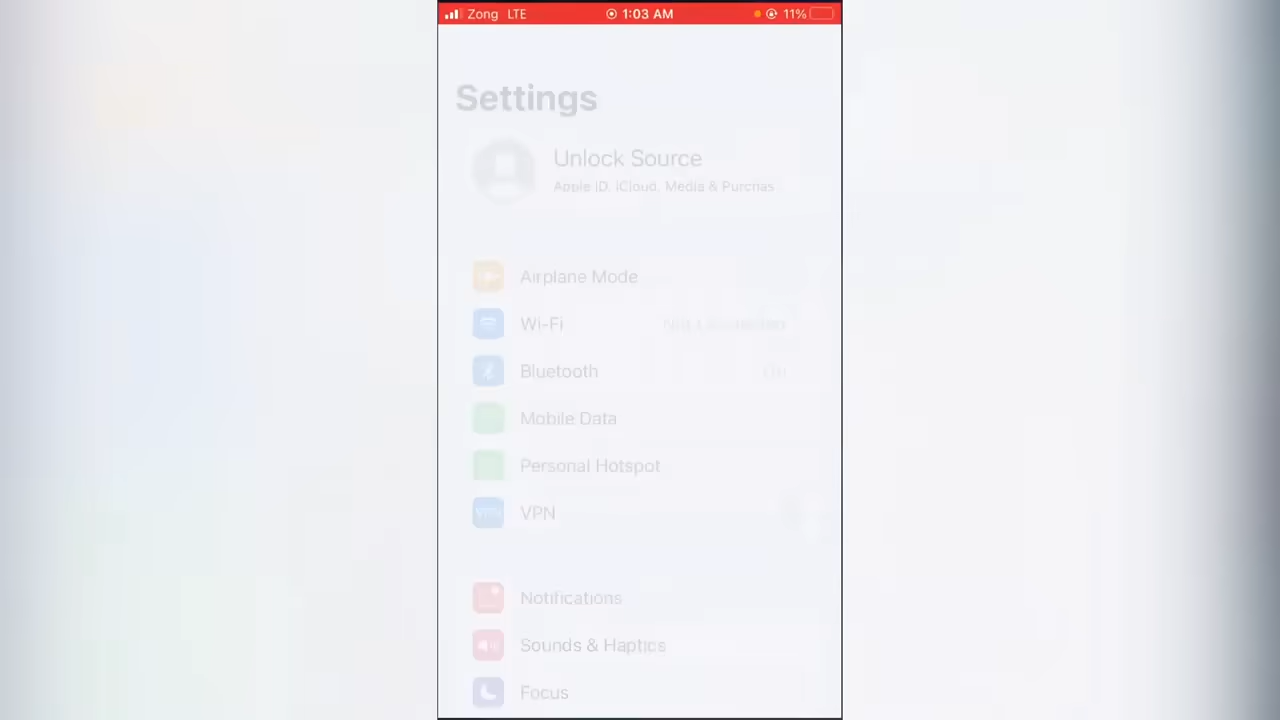 Zong LTE 1:03 AM 11%
Settings
Unlock Source
Apple ID, iCloud, Media & Purchas
Airplane Mode
Wi-Fi
Bluetooth
Mobile Data
Personal Hotspot
VPN
Notifications
Sounds & Haptics
Focus